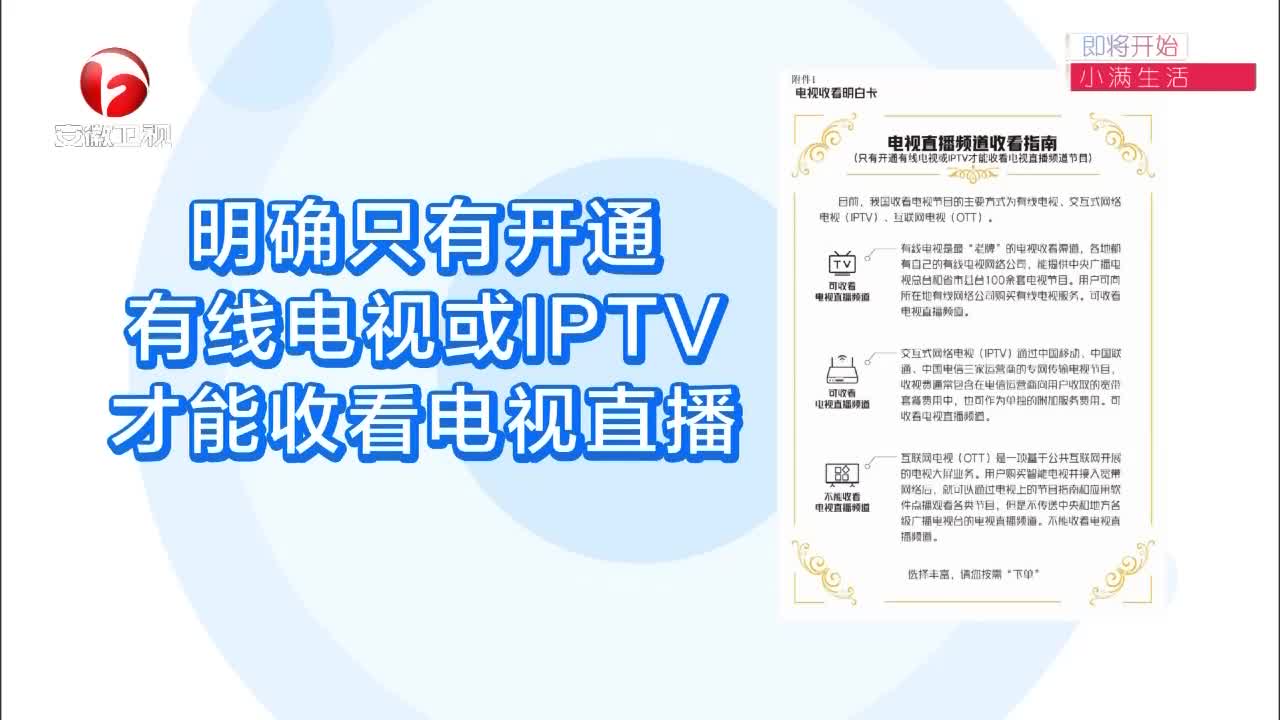 安徽卫视
即将开始
小满生活
明确只有开通
有线电视或IPTV
才能收看电视直播
附件1
电视收看明白卡
电视直播频道收看指南
(只有开通有线电视或IPTV才能收看电视直播频道节目)
目前，我国收看电视节目的主要方式为有线电视、交互式网络
电视（IPTV）、互联网电视（OTT）。
TV
可收看
电视直播频道
有线电视是最“老牌”的电视收看渠道，各地都
有自己的有线电视网络公司，能提供中央广播电
视总台和省市县台100余套电视节目。用户可向
所在地有线网络公司购买有线电视服务。可收看
电视直播频道。
可收看
电视直播频道
交互式网络电视（IPTV）通过中国移动、中国联
通、中国电信三家运营商的专网传输电视节目，
收视费通常包含在电信运营商向用户收取的宽带
套餐费用中，也可作为单独的附加服务费用。可
收看电视直播频道。
不能收看
电视直播频道
互联网电视（OTT）是一项基于公共互联网开展
的电视大屏业务。用户购买智能电视并接入宽带
网络后，就可以通过电视上的节目指南和应用软
件点播观看各类节目，但是不传送中央和地方各
级广播电视台的电视直播频道。不能收看电视直
播频道。
选择丰富，请您按需“下单”